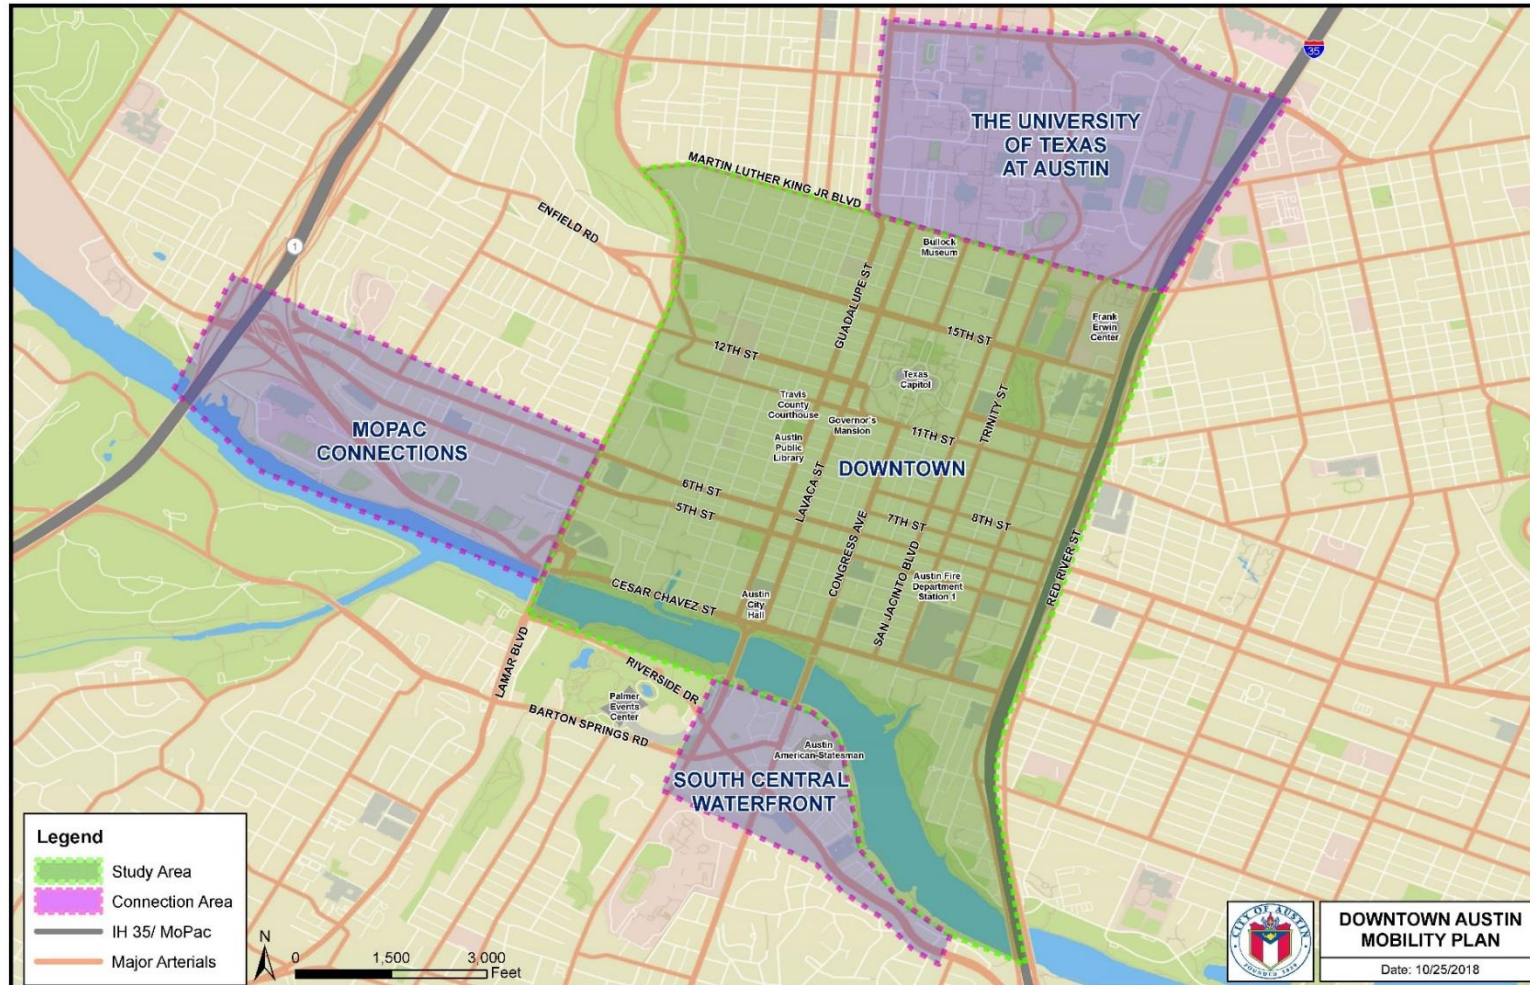 35
THE UNIVERSITY
OF TEXAS
AT AUSTIN
MARTIN LUTHER KING JR BLVD
ENFIELD RD
1
Bullock
Museum
GUADALUPE ST
Frank
Erwin
Center
15TH ST
12TH ST
Texas
Capitol
Travis
County
Courthouse
TRINITY ST
Governor's
Mansion
11TH ST
Austin
Public
Library
MOPAC
CONNECTIONS
DOWNTOWN
LAVACA ST
6TH ST
5TH ST
7TH ST
8TH ST
CONGRESS AVE
SAN JACINTO BLVD
RED RIVER ST
Austin Fire
Department
Station 1
CESAR CHAVEZ ST
Austin
City
Hall
LAMAR BLVD
RIVERSIDE DR
Palmer
Events
Center
BARTON SPRINGS RD
Austin
American-Statesman
SOUTH CENTRAL
WATERFRONT
Legend
Study Area
Connection Area
IH 35/ MoPac
Major Arterials
N
0 1,500 3,000
Feet
CITY OF AUSTIN
FOUNDED 1839
DOWNTOWN AUSTIN
MOBILITY PLAN
Date: 10/25/2018